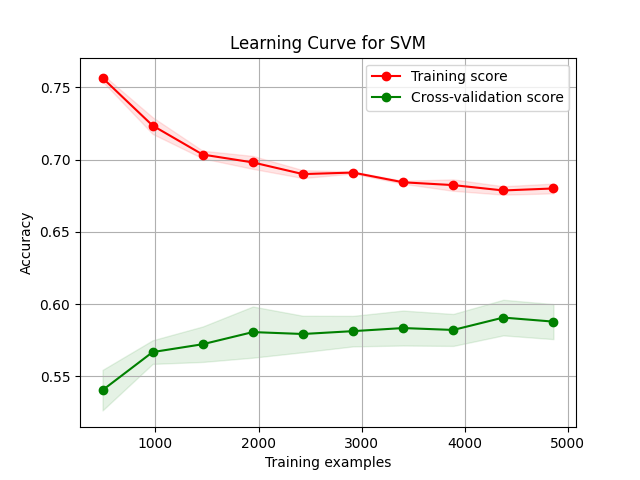 Learning Curve for SVM
Training score
Cross-validation score
0.75
0.70
0.65
0.60
0.55
Accuracy
1000 2000 3000 4000 5000
Training examples